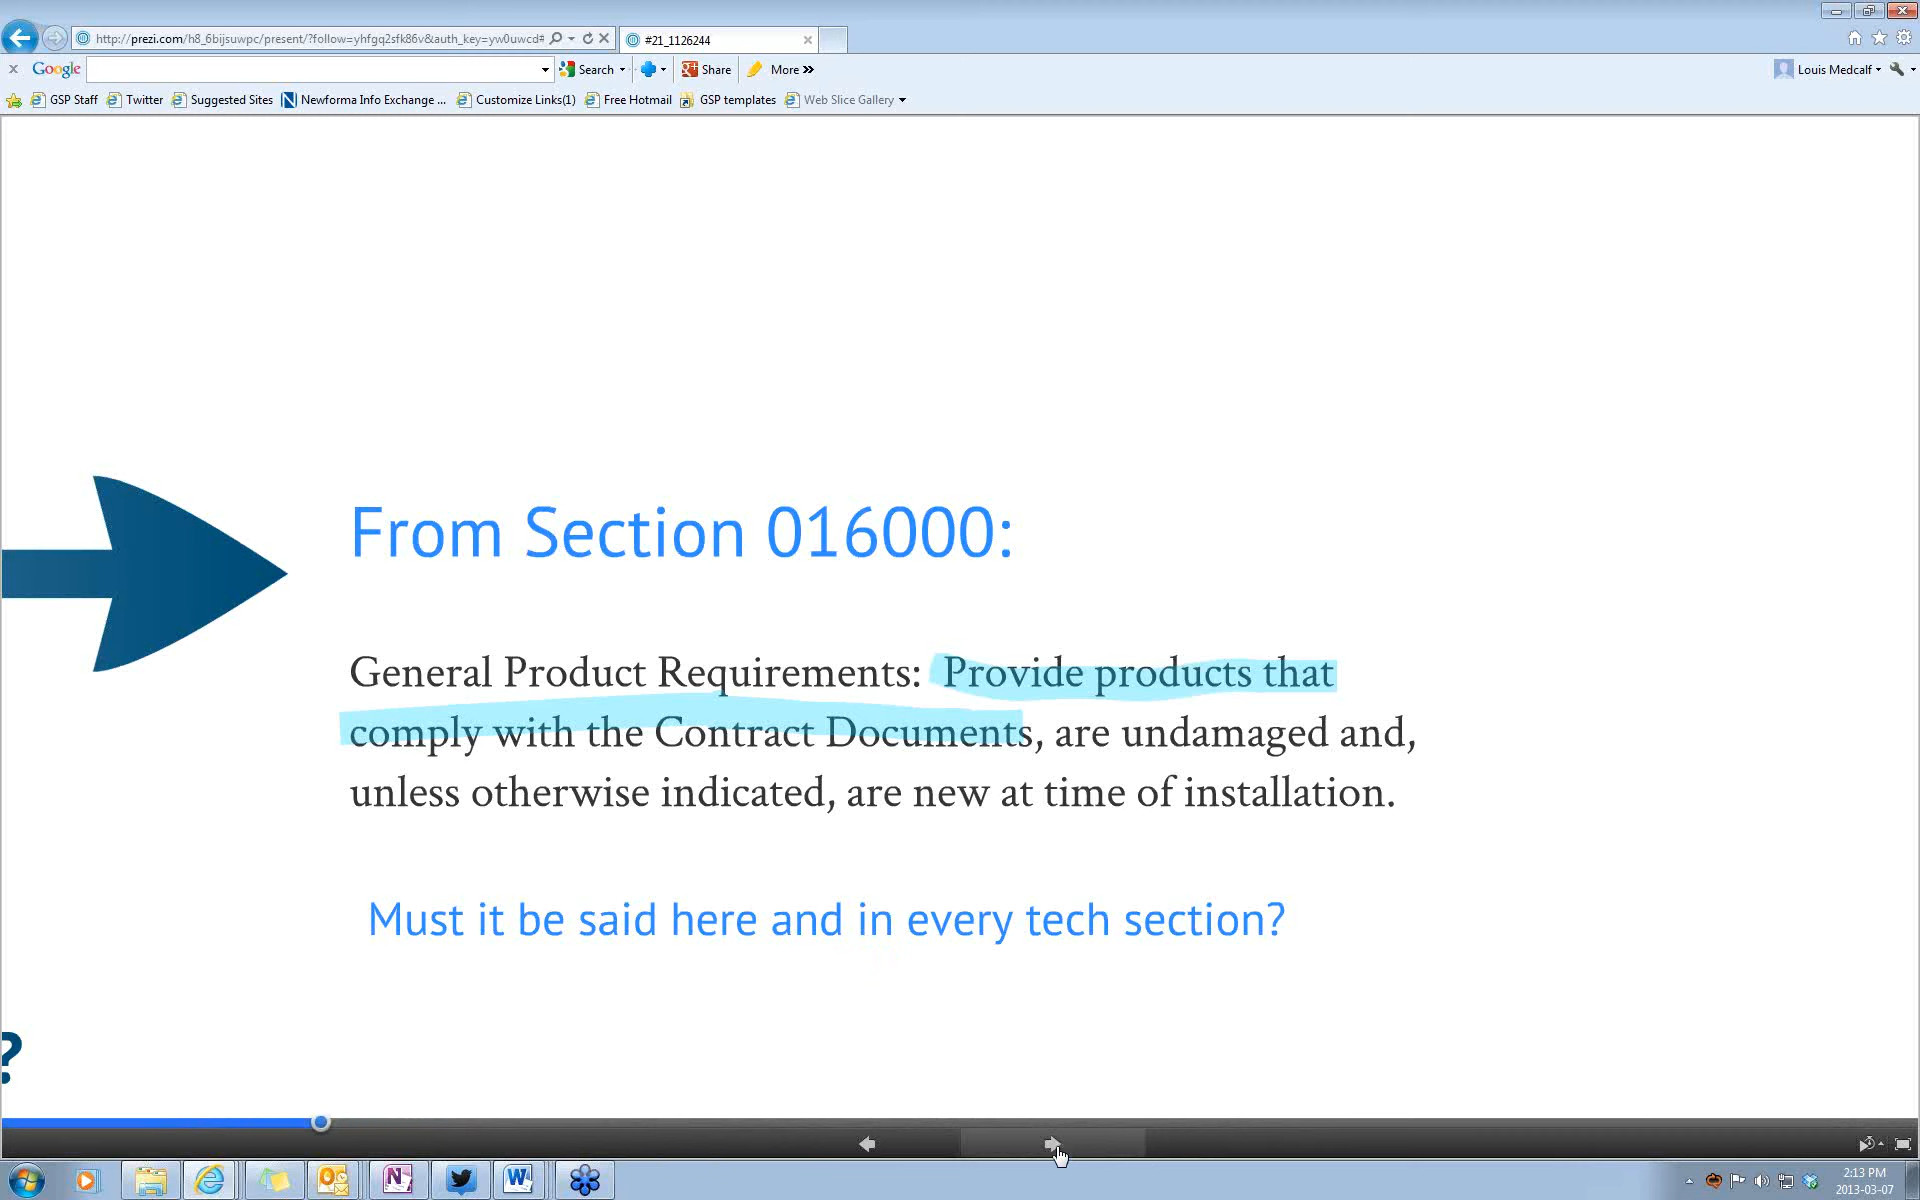 http://prezi.com/h8_6bijsuwpc/present/?follow=yhfgq2sfk86v&auth_key=yw0uwcd#
#21_1126244
Google
Search
Share
More »
Louis Medcalf
GSP Staff
Twitter
Suggested Sites
Newforma Info Exchange ...
Customize Links(1)
Free Hotmail
GSP templates
Web Slice Gallery
From Section 016000:
General Product Requirements: Provide products that
comply with the Contract Documents, are undamaged and,
unless otherwise indicated, are new at time of installation.
Must it be said here and in every tech section?
?
2:13 PM
2013-03-07